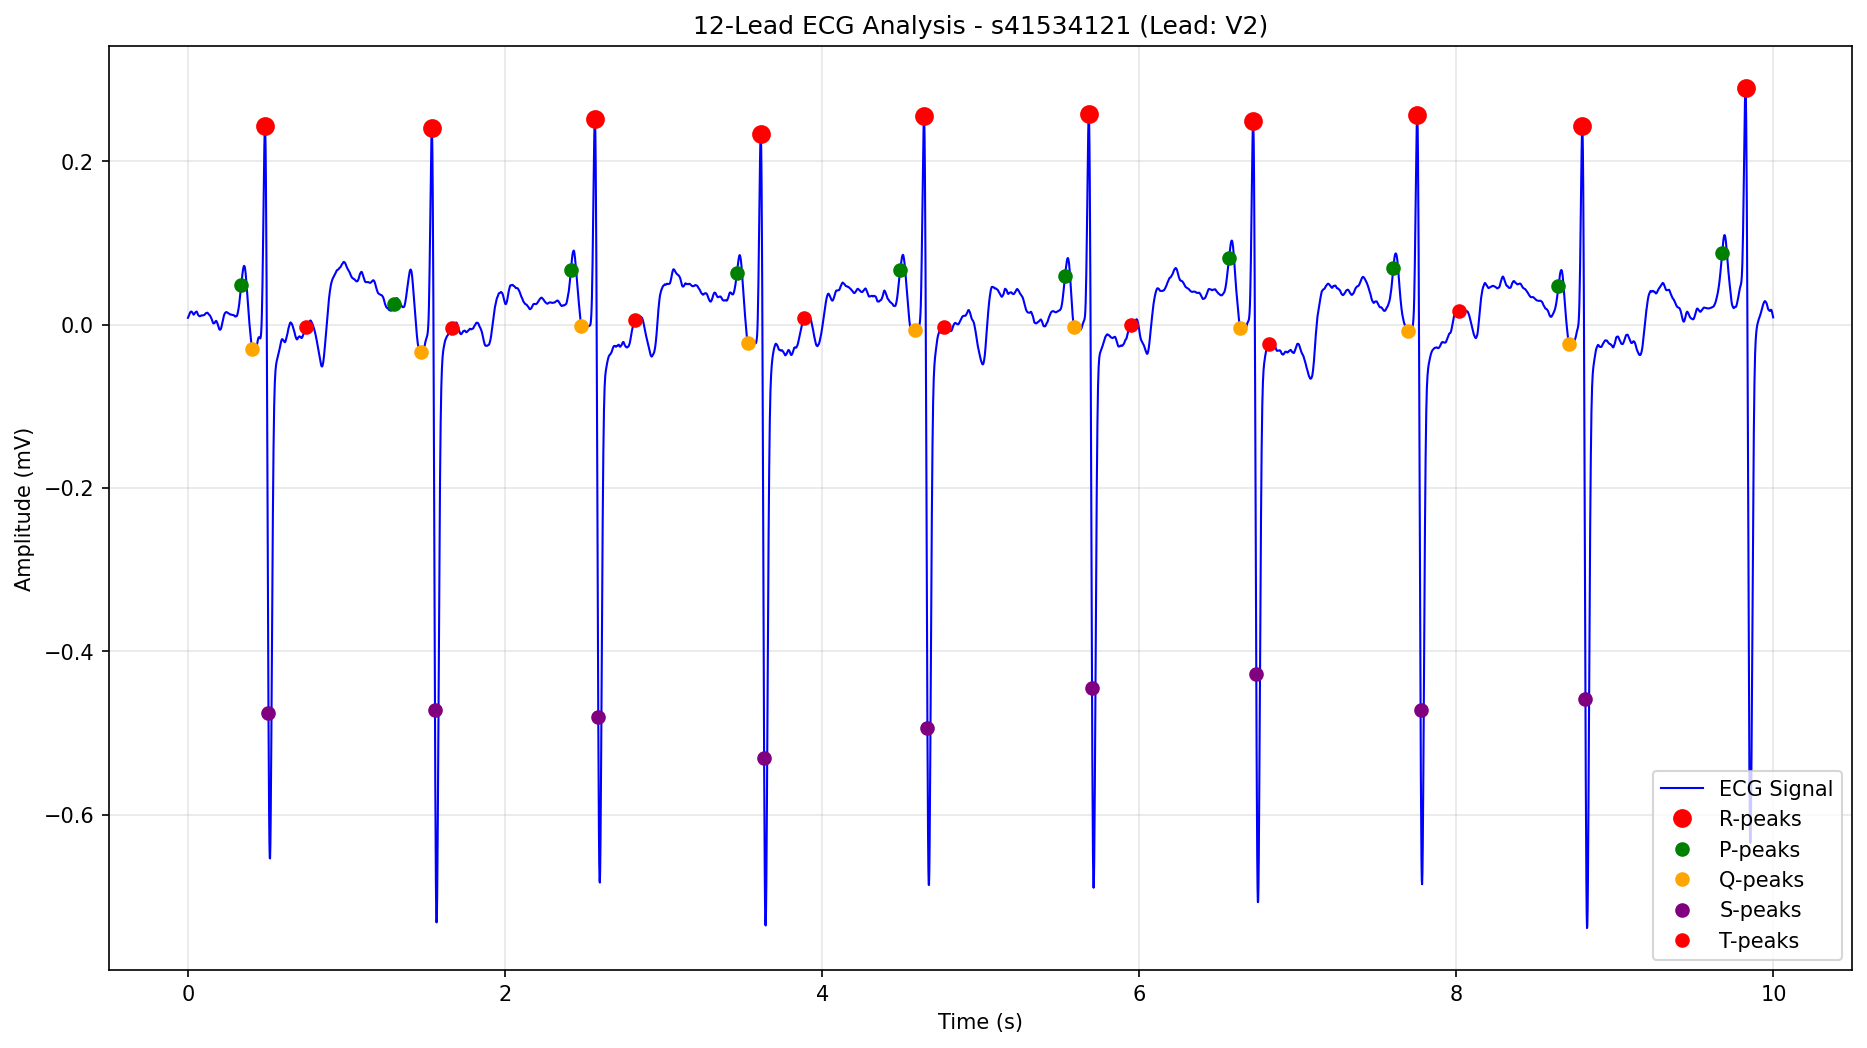 12-Lead ECG Analysis - s41534121 (Lead: V2)
Amplitude (mV)
0.2
0.0
−0.2
−0.4
−0.6
0 2 4 6 8 10
Time (s)
ECG Signal
R-peaks
P-peaks
Q-peaks
S-peaks
T-peaks